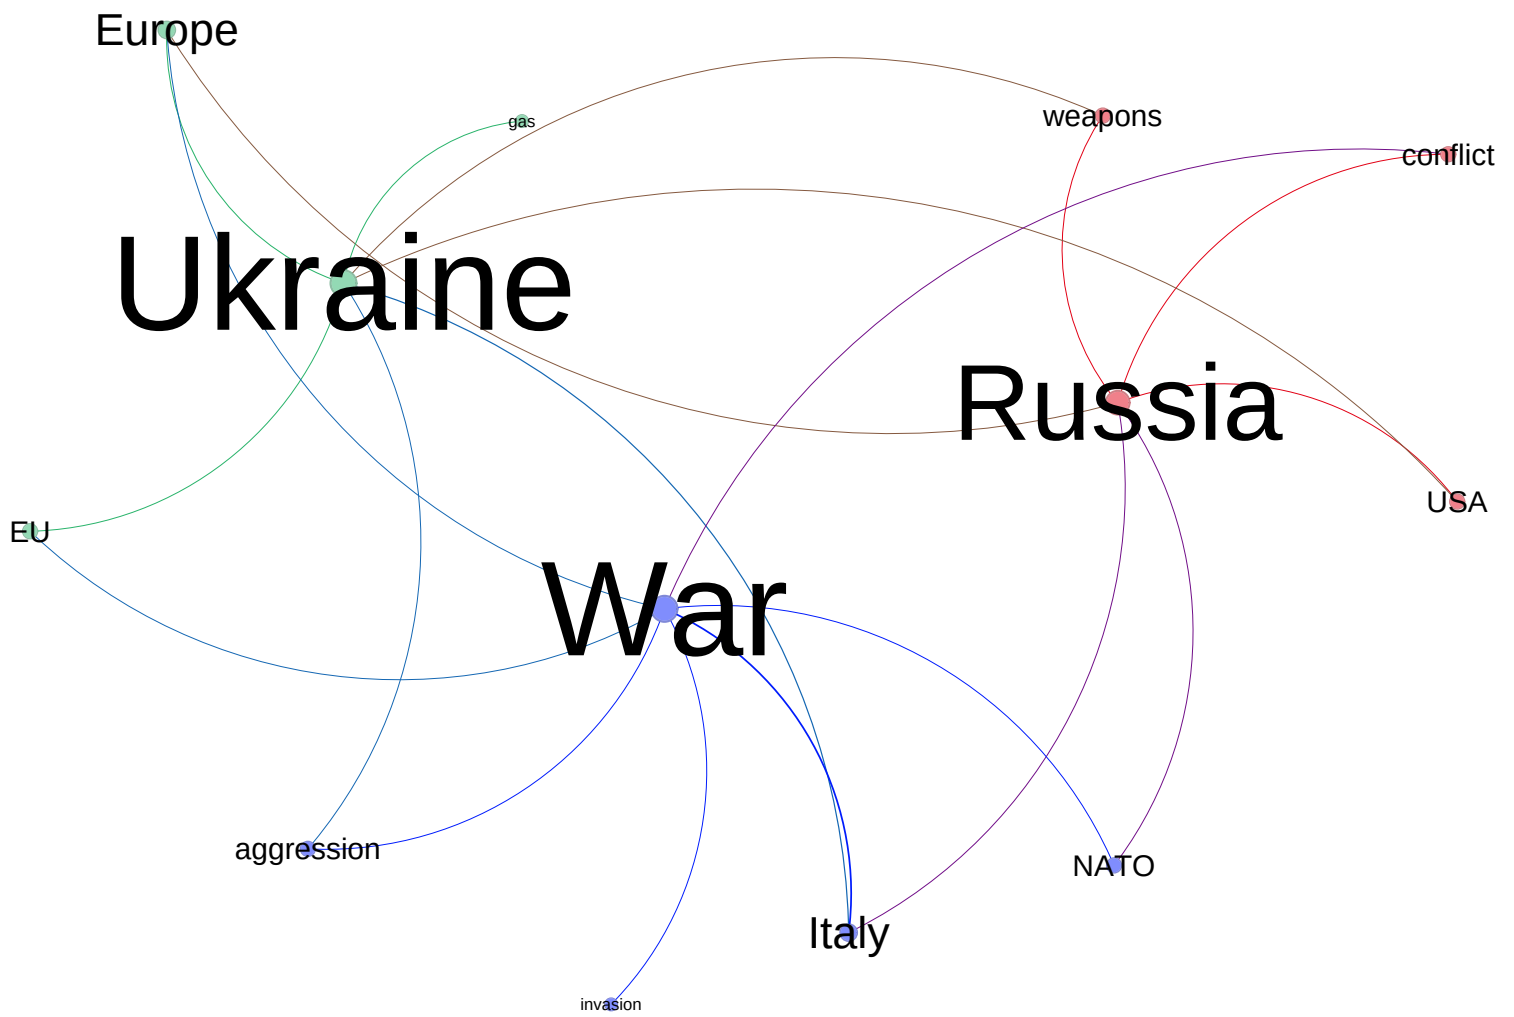 Europe
gas
weapons
conflict
Ukraine
Russia
USA
EU
War
aggression
NATO
Italy
invasion